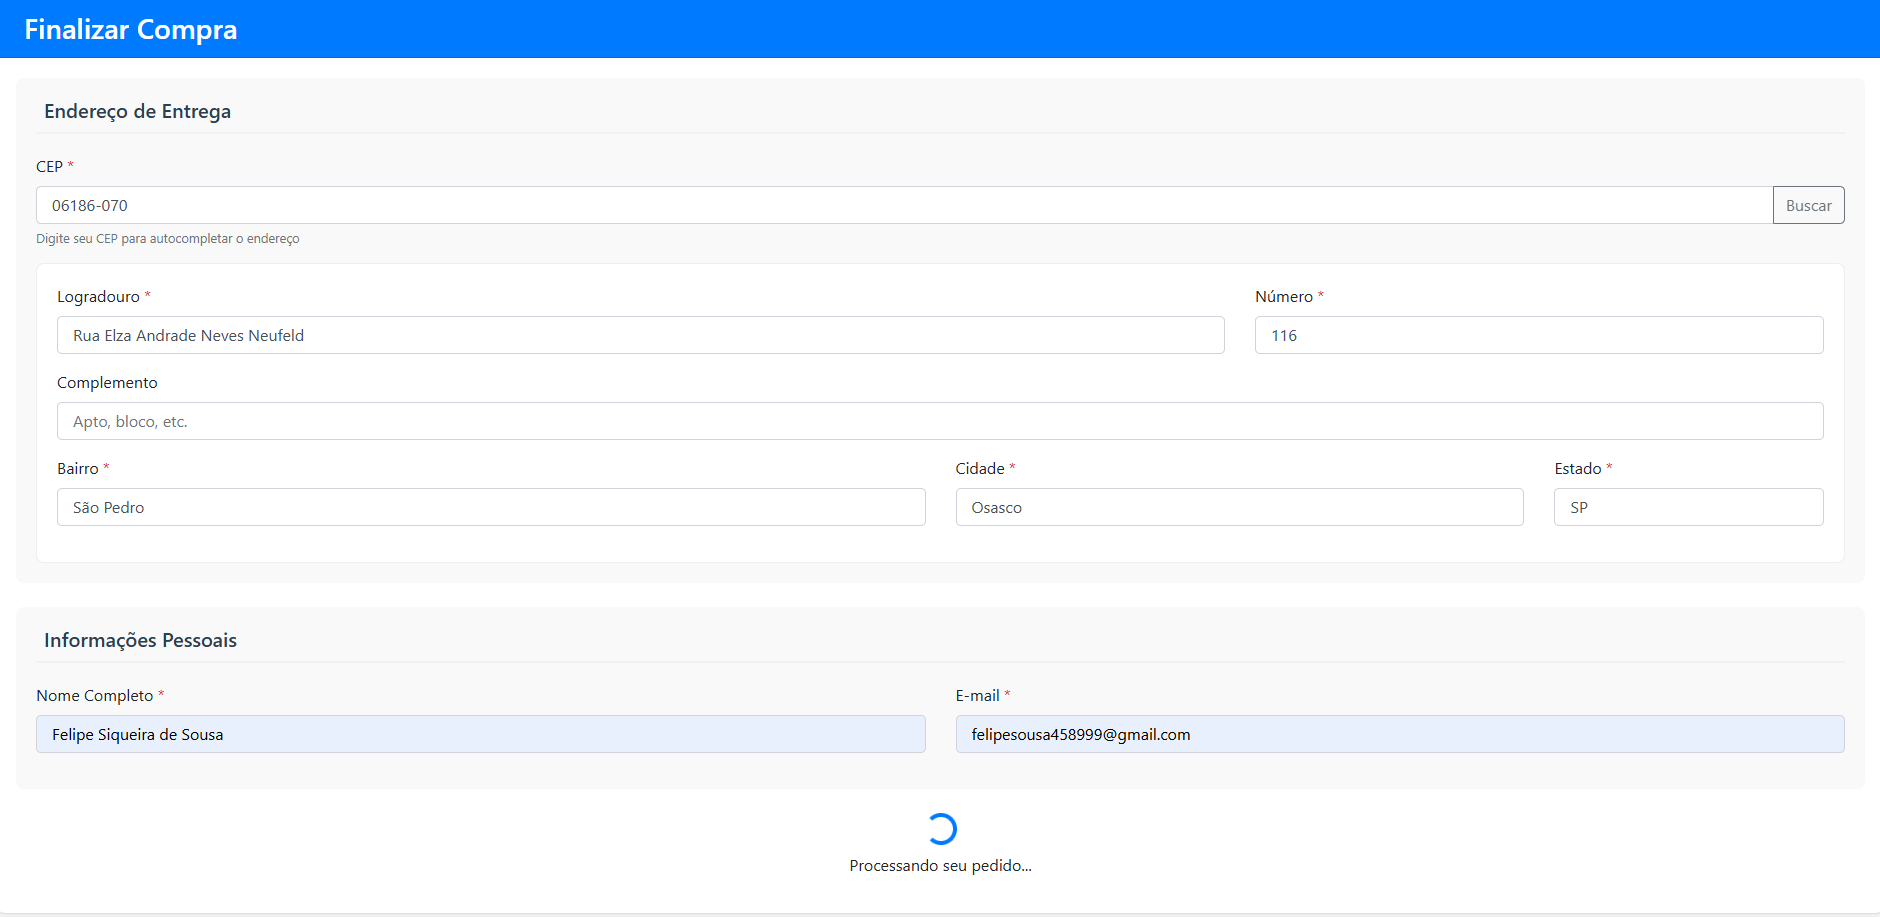 Finalizar Compra
Endereço de Entrega
CEP *
06186-070
Buscar
Digite seu CEP para autocompletar o endereço
Logradouro *
Número *
Rua Elza Andrade Neves Neufeld
116
Complemento
Apto, bloco, etc.
Bairro *
Cidade *
Estado *
São Pedro
Osasco
SP
Informações Pessoais
Nome Completo *
E-mail *
Felipe Siqueira de Sousa
felipesousa458999@gmail.com
Processando seu pedido...